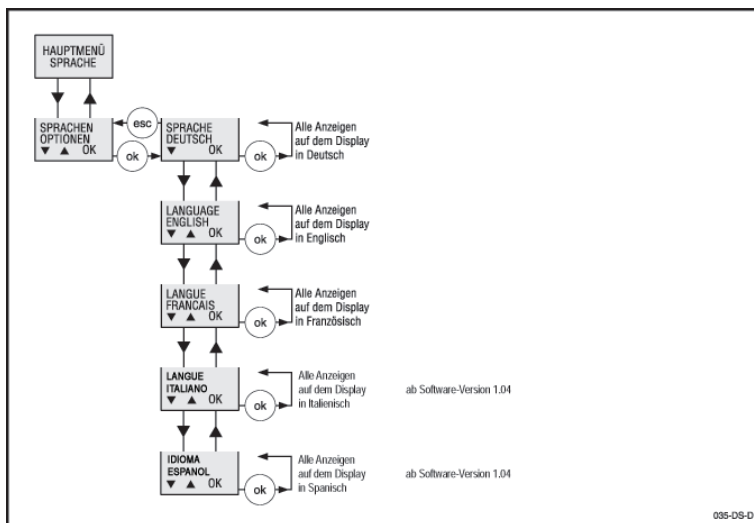 HAUPTMENÜ
SPRACHE
SPRACHEN
OPTIONEN
▼ ▲ OK
esc
ok
SPRACHE
DEUTSCH
▼ OK
ok
Alle Anzeigen
auf dem Display
in Deutsch
LANGUAGE
ENGLISH
▼ ▲ OK
ok
Alle Anzeigen
auf dem Display
in Englisch
LANGUE
FRANCAIS
▼ ▲ OK
ok
Alle Anzeigen
auf dem Display
in Französisch
LANGUE
ITALIANO
▼ ▲ OK
ok
Alle Anzeigen
auf dem Display
in Italienisch
ab Software-Version 1.04
IDIOMA
ESPANOL
▼ ▲ OK
ok
Alle Anzeigen
auf dem Display
in Spanisch
ab Software-Version 1.04
035-DS-D